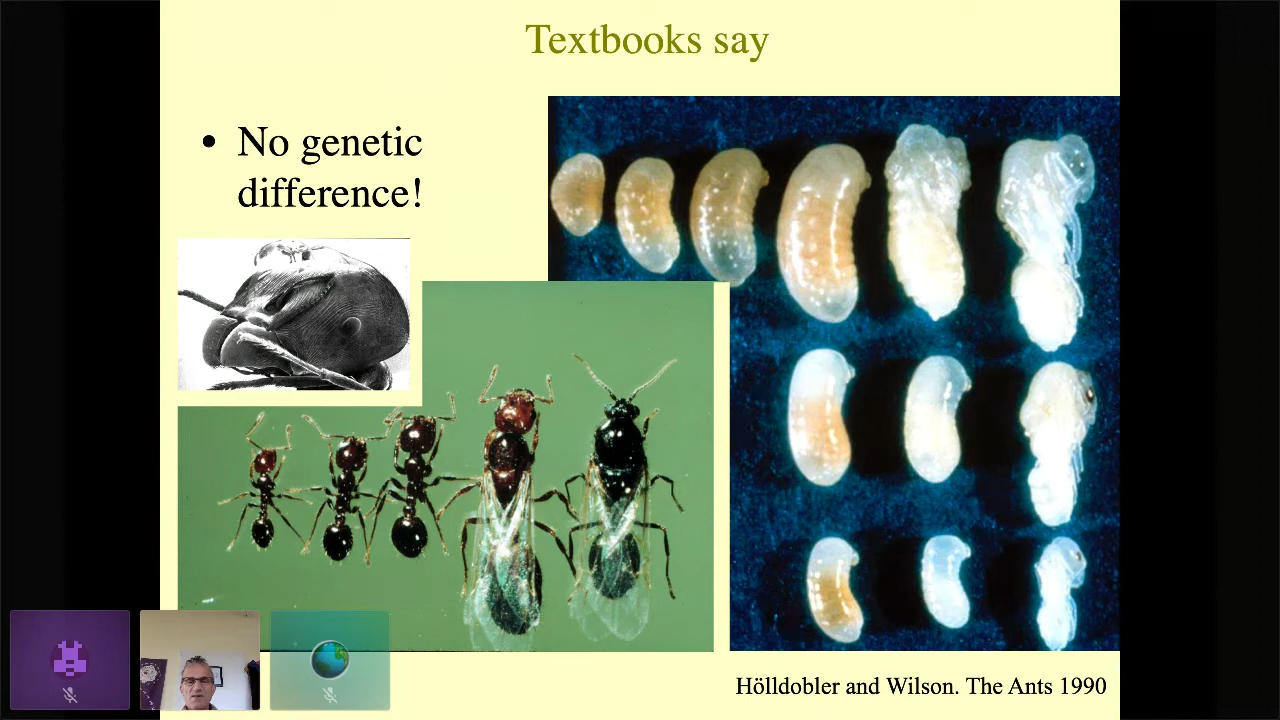 Textbooks say
• No genetic
difference!
Hölldobler and Wilson. The Ants 1990